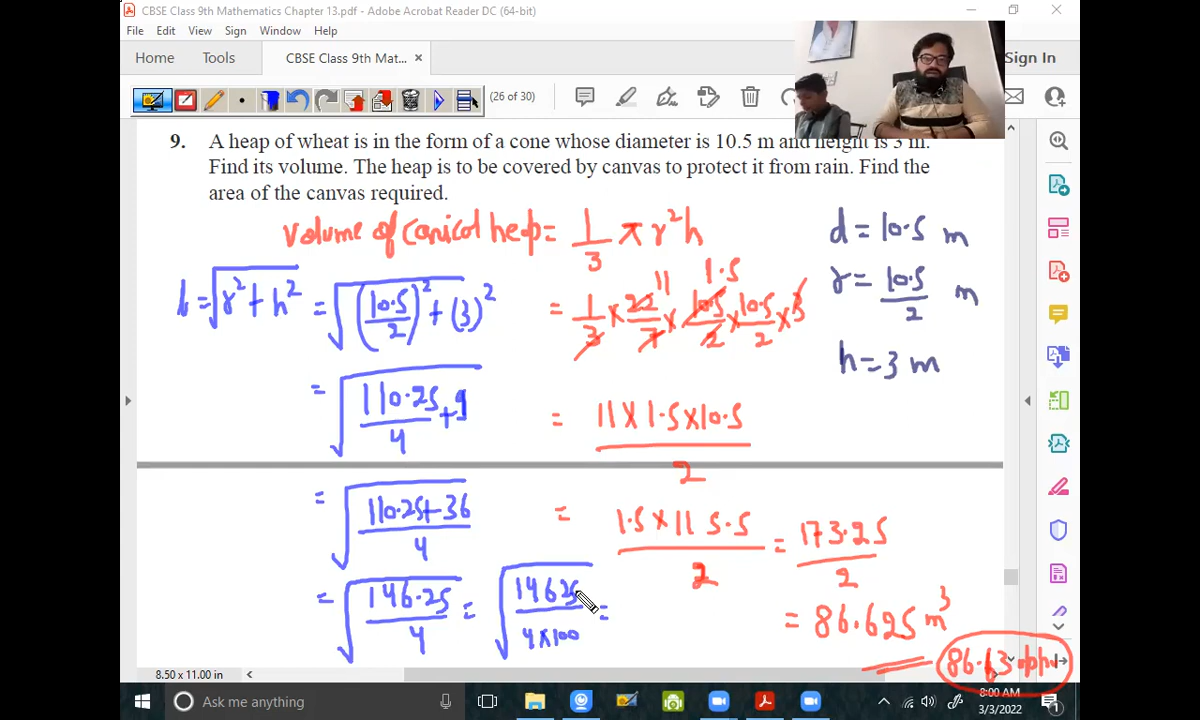 CBSE Class 9th Mathematics Chapter 13.pdf - Adobe Acrobat Reader DC (64-bit)
File Edit View Sign Window Help
Home Tools CBSE Class 9th Mat... × Sign In
(26 of 30)
9. A heap of wheat is in the form of a cone whose diameter is 10.5 m and height is 3 m.
Find its volume. The heap is to be covered by canvas to protect it from rain. Find the
area of the canvas required.
Volume of conical heap = 1/3 π r²h
d = 10.5 m
l = √(r² + h²) = √((10.5/2)² + (3)²)
= 1/3 × 22/7 × 10.5/2 × 10.5/2 × 3
11 1.5
r = 10.5/2 m
h = 3 m
= √(110.25/4 + 9)
= 11 × 1.5 × 10.5 / 2
= √(110.25 + 36 / 4)
= 1.5 × 115.5 / 2 = 173.25 / 2
= √(146.25/4) = √(14625 / 4×100) =
= 86.625 m³
86.63 appr
8.50 x 11.00 in
Ask me anything
8:00 AM
3/3/2022